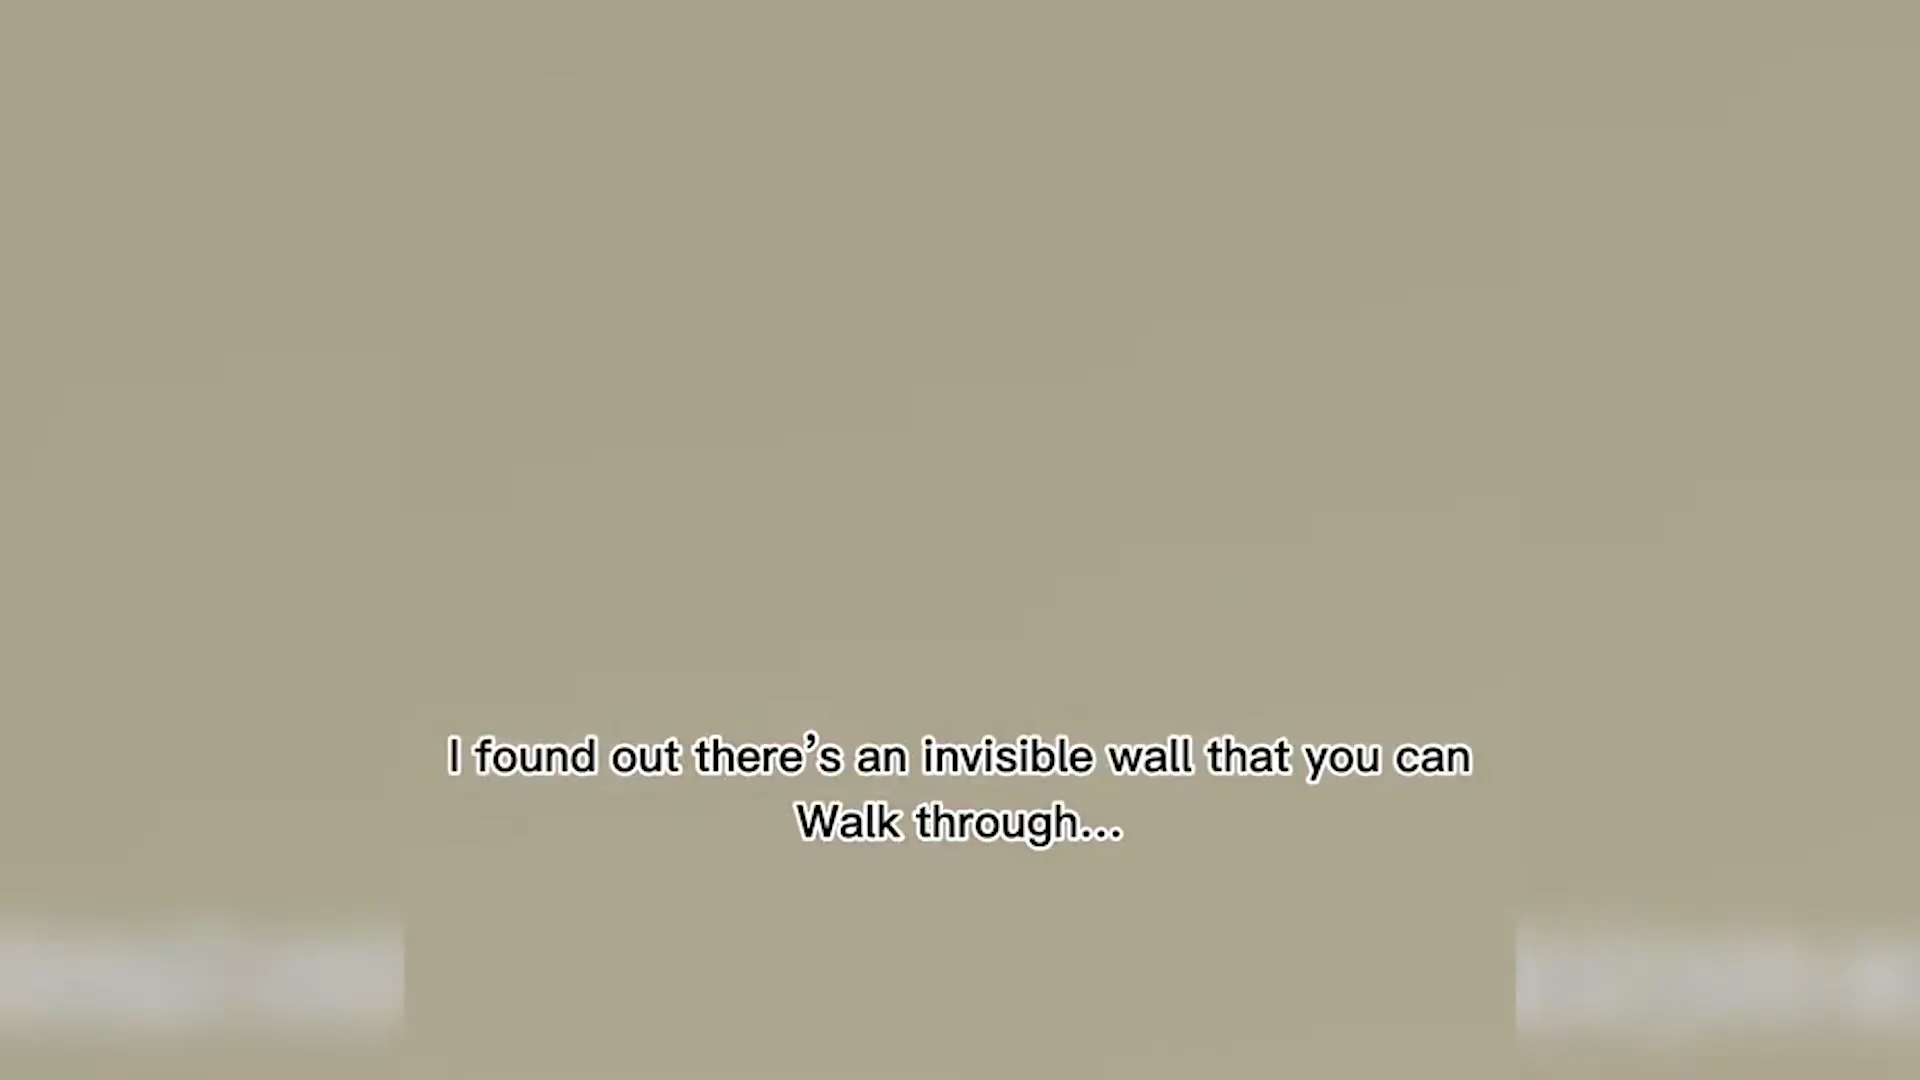 I found out there’s an invisible wall that you can
Walk through...